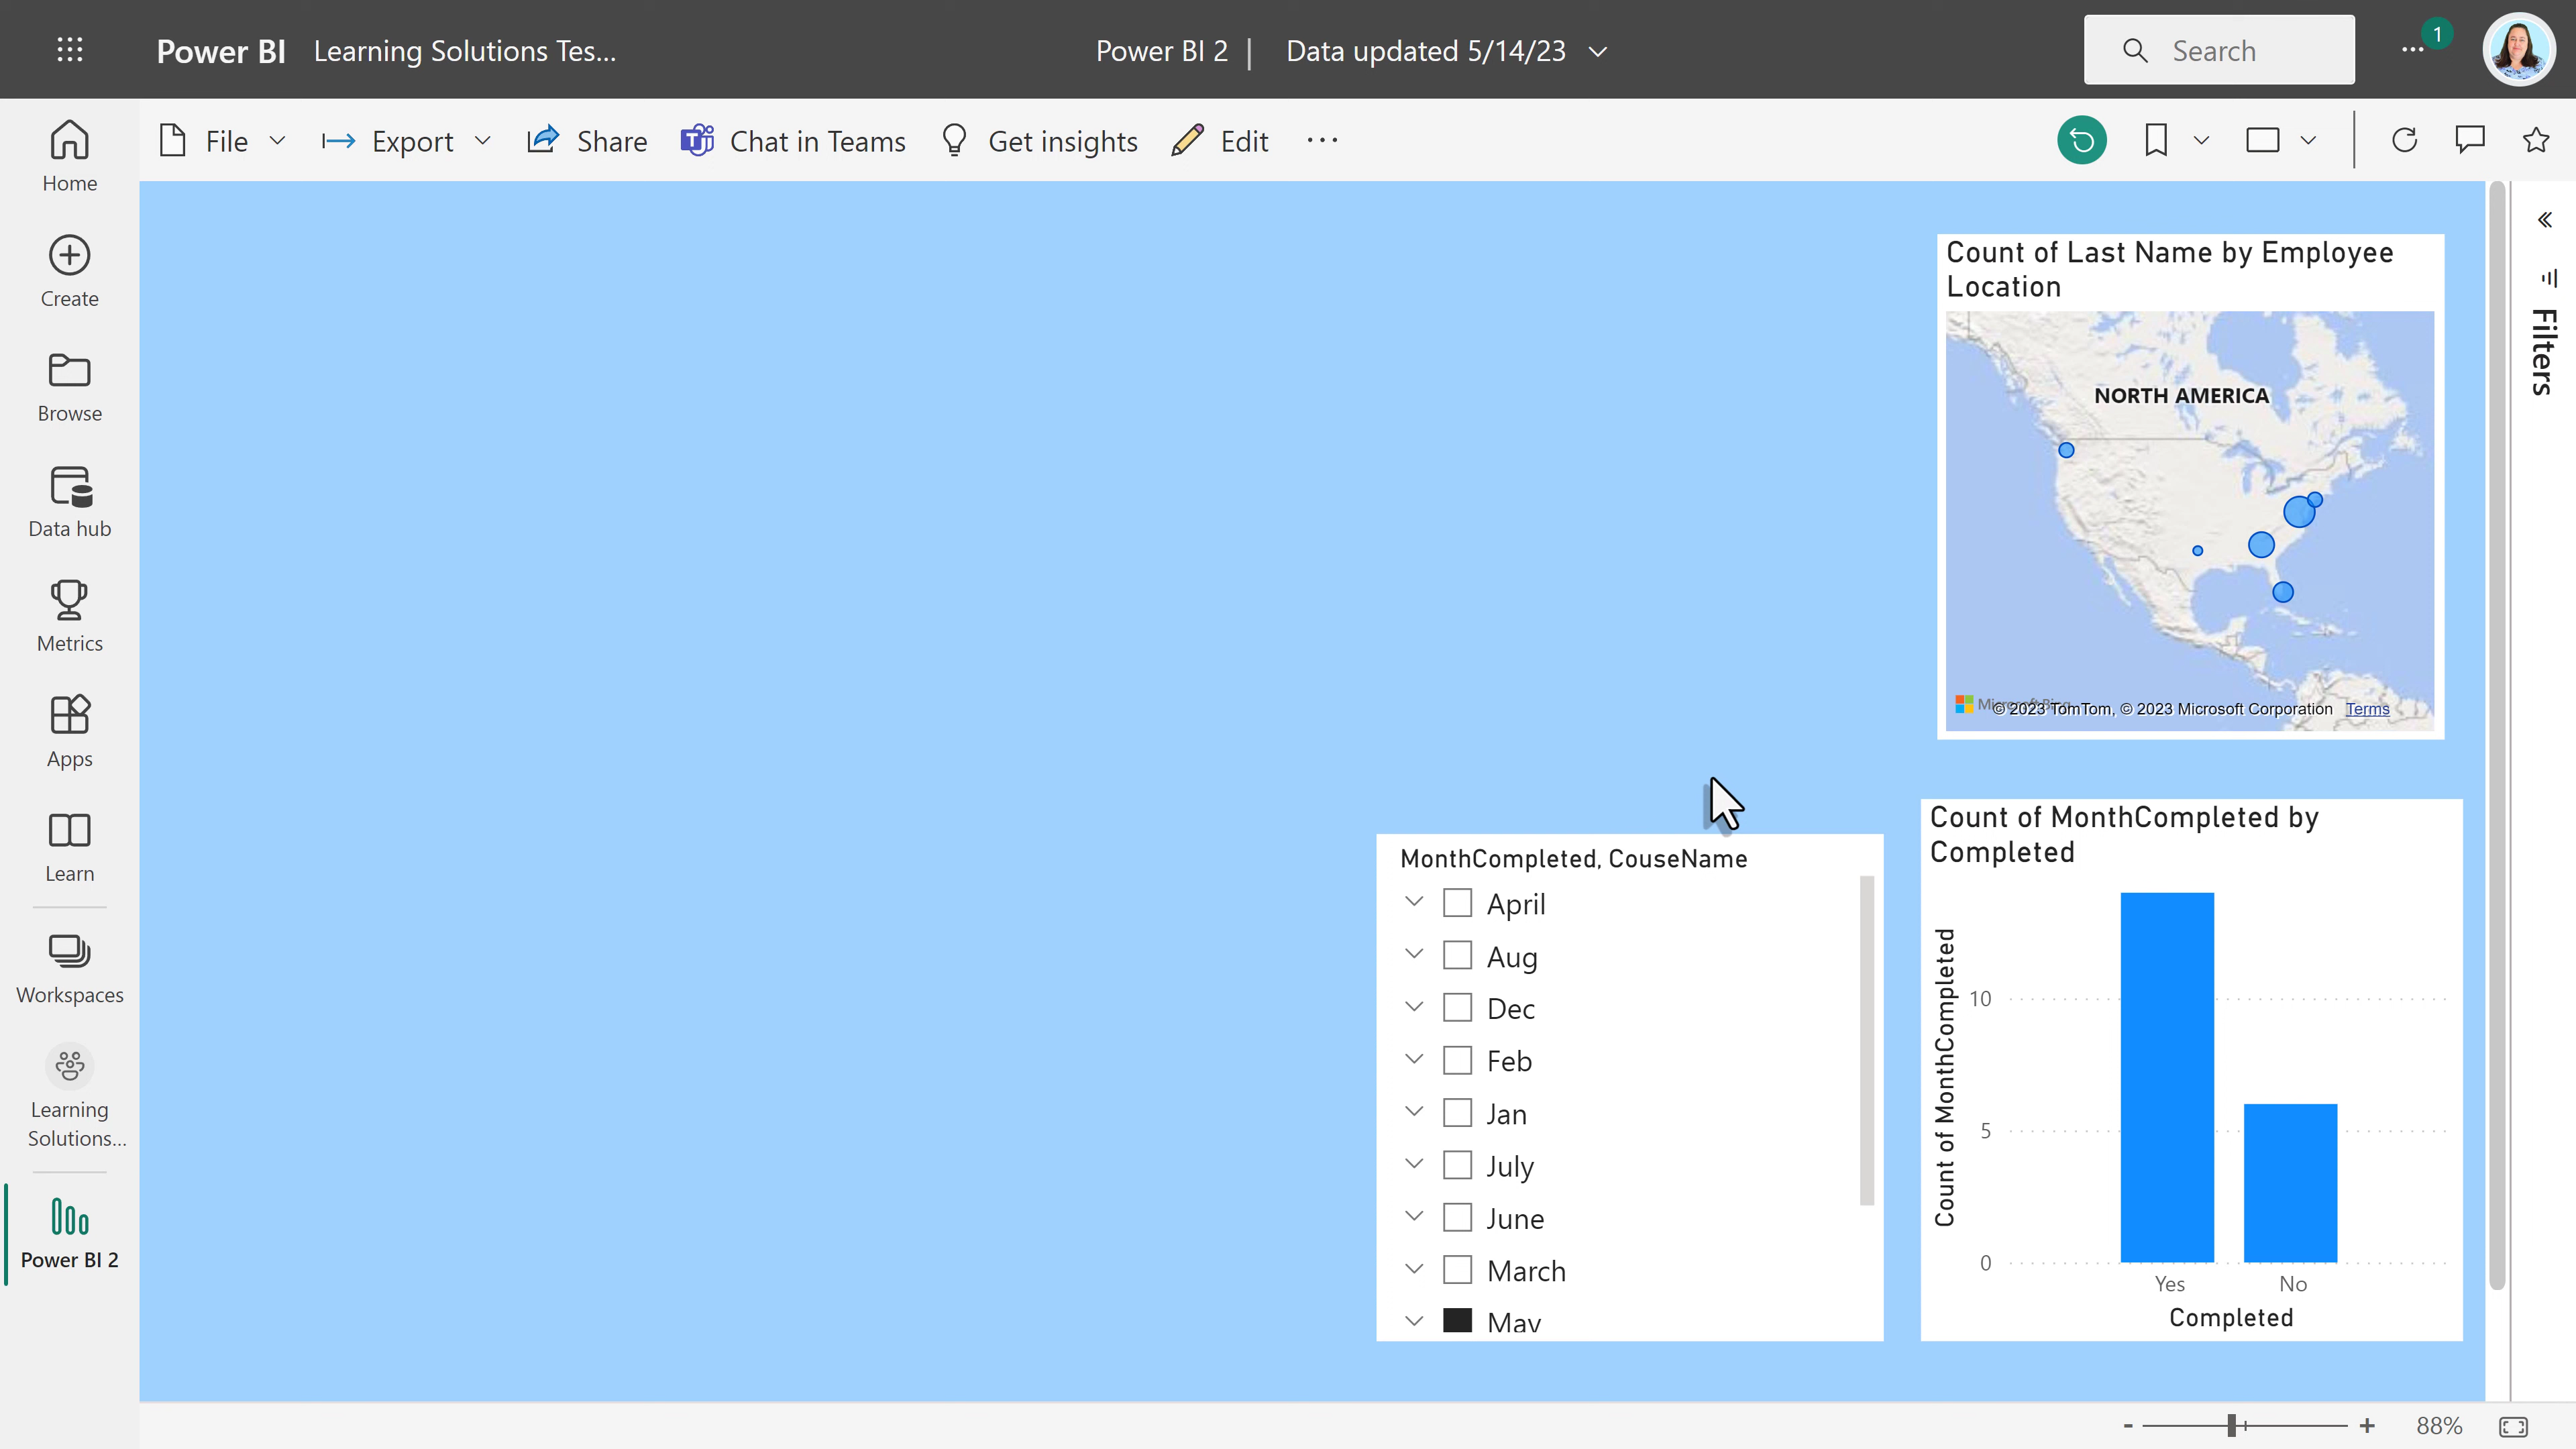 Power BI Learning Solutions Tes...
Power BI 2 | Data updated 5/14/23
Search
1
File
Export
Share
Chat in Teams
Get insights
Edit
Home
Create
Browse
Data hub
Metrics
Apps
Learn
Workspaces
Learning
Solutions...
Power BI 2
Count of Last Name by Employee
Location
NORTH AMERICA
© 2023 TomTom, © 2023 Microsoft Corporation Terms
Filters
MonthCompleted, CouseName
April
Aug
Dec
Feb
Jan
July
June
March
May
Count of MonthCompleted by
Completed
Count of MonthCompleted
10
5
0
Yes No
Completed
- + 88%